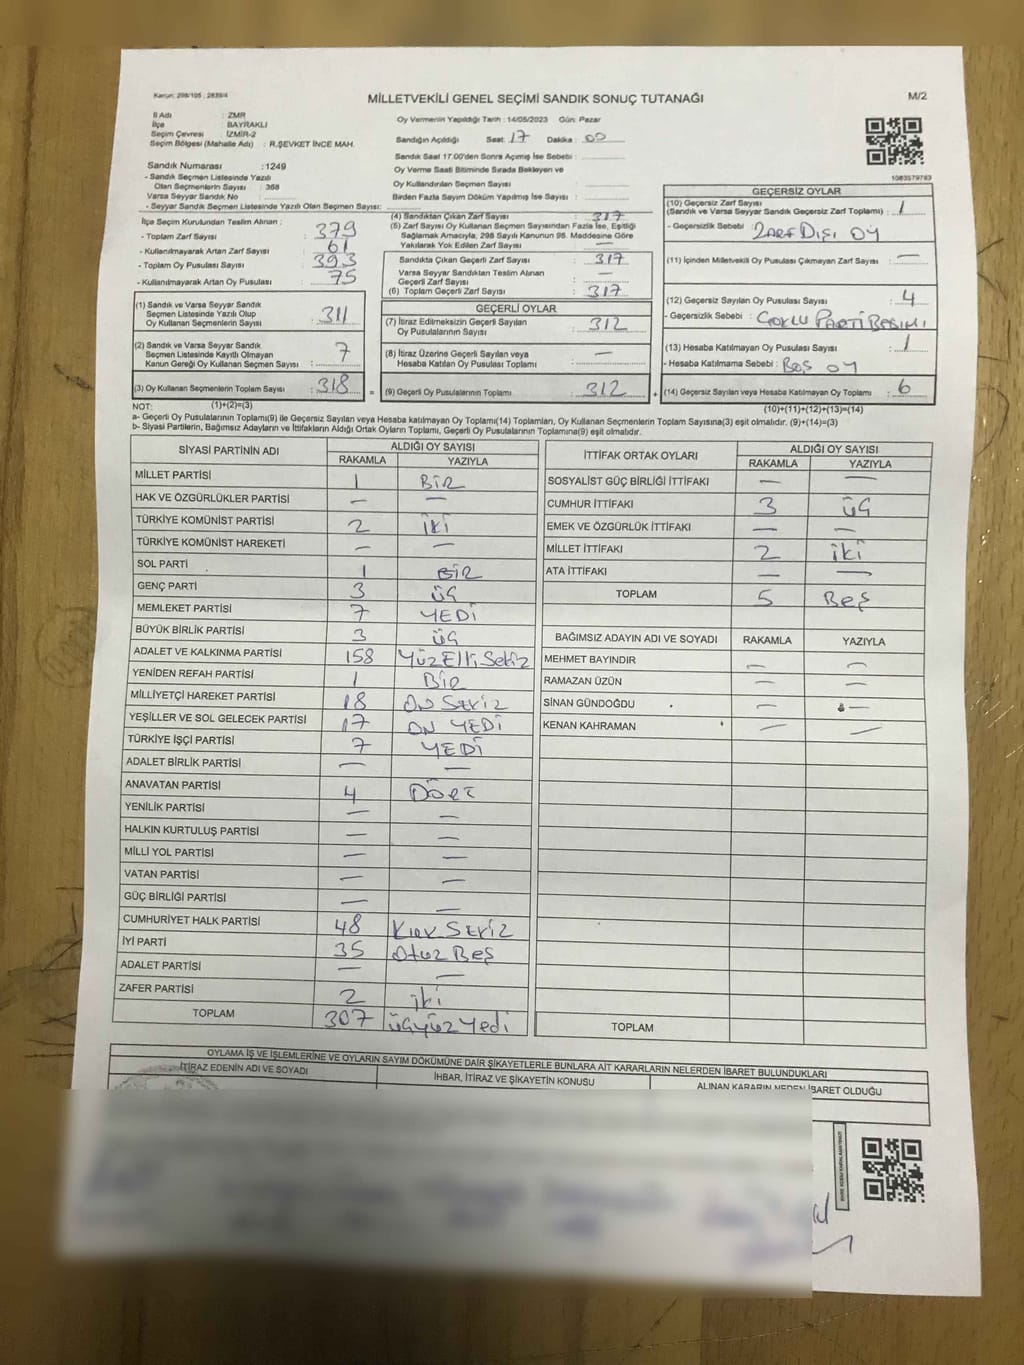 Kanun: 298/105 ; 2839/4
MİLLETVEKİLİ GENEL SEÇİMİ SANDIK SONUÇ TUTANAĞI
M/2
İl Adı : ZMR
İlçe : BAYRAKLI
Seçim Çevresi : İZMİR-2
Seçim Bölgesi (Mahalle Adı) : R.ŞEVKET İNCE MAH.
Sandık Numarası : 1249
- Sandık Seçmen Listesinde Yazılı
Olan Seçmenlerin Sayısı : 368
Varsa Seyyar Sandık No :
- Seyyar Sandık Seçmen Listesinde Yazılı Olan Seçmen Sayısı:
Oy Vermenin Yapıldığı Tarih : 14/05/2023 Gün: Pazar
Sandığın Açıldığı Saat: 17 Dakika : 00
Sandık Saat 17.00'den Sonra Açımış İse Sebebi :
Oy Verme Saati Bitiminde Sırada Bekleyen ve
Oy Kullandırılan Seçmen Sayısı :
Birden Fazla Sayım Döküm Yapılmış İse Sayısı :
1083579783
İlçe Seçim Kurulundan Teslim Alınan ;
- Toplam Zarf Sayısı : 379
- Kullanılmayarak Artan Zarf Sayısı : 61
- Toplam Oy Pusulası Sayısı : 393
- Kullanılmayarak Artan Oy Pusulası : 75
(1) Sandık ve Varsa Seyyar Sandık
Seçmen Listesinde Yazılı Olup
Oy Kullanan Seçmenlerin Sayısı : 311
(2) Sandık ve Varsa Seyyar Sandık
Seçmen Listesinde Kayıtlı Olmayan
Kanun Gereği Oy Kullanan Seçmen Sayısı : 7
(3) Oy Kullanan Seçmenlerin Toplam Sayısı : 318 =
(4) Sandıktan Çıkan Zarf Sayısı : 317
(5) Zarf Sayısı Oy Kullanan Seçmen Sayısından Fazla İse, Eşitliği
Sağlamak Amacıyla, 298 Sayılı Kanunun 98. Maddesine Göre
Yakılarak Yok Edilen Zarf Sayısı : —
Sandıkta Çıkan Geçerli Zarf Sayısı : 317
Varsa Seyyar Sandıktan Teslim Alınan
Geçerli Zarf Sayısı : —
(6) Toplam Geçerli Zarf Sayısı : 317
GEÇERLİ OYLAR
(7) İtiraz Edilmeksizin Geçerli Sayılan
Oy Pusulalarının Sayısı : 312
(8) İtiraz Üzerine Geçerli Sayılan veya
Hesaba Katılan Oy Pusulası Toplamı : —
(9) Geçerli Oy Pusulalarının Toplamı : 312 +
GEÇERSİZ OYLAR
(10) Geçersiz Zarf Sayısı
(Sandık ve Varsa Seyyar Sandık Geçersiz Zarf Toplamı) : 1
- Geçersizlik Sebebi : ZARF DIŞI OY
(11) İçinden Milletvekili Oy Pusulası Çıkmayan Zarf Sayısı : —
(12) Geçersiz Sayılan Oy Pusulası Sayısı : 4
- Geçersizlik Sebebi : ÇOKLU PARTİ BASIMI
(13) Hesaba Katılmayan Oy Pusulası Sayısı : 1
- Hesaba Katılmama Sebebi : Boş oy
(14) Geçersiz Sayılan veya Hesaba Katılmayan Oy Toplamı : 6
NOT: (1)+(2)=(3) (10)+(11)+(12)+(13)=(14)
a- Geçerli Oy Pusulalarının Toplamı(9) ile Geçersiz Sayılan veya Hesaba katılmayan Oy Toplamı(14) Toplamları, Oy Kullanan Seçmenlerin Toplam Sayısına(3) eşit olmalıdır. (9)+(14)=(3)
b- Siyasi Partilerin, Bağımsız Adayların ve İttifakların Aldığı Ortak Oyların Toplamı, Geçerli Oy Pusulalarının Toplamına(9) eşit olmalıdır.
SİYASİ PARTİNİN ADI ALDIĞI OY SAYISI
RAKAMLA YAZIYLA
MİLLET PARTİSİ 1 BİR
HAK VE ÖZGÜRLÜKLER PARTİSİ — —
TÜRKİYE KOMÜNİST PARTİSİ 2 iki
TÜRKİYE KOMÜNİST HAREKETİ — —
SOL PARTİ 1 BİR
GENÇ PARTİ 3 üç
MEMLEKET PARTİSİ 7 YEDİ
BÜYÜK BİRLİK PARTİSİ 3 üç
ADALET VE KALKINMA PARTİSİ 158 Yüz Elli Sekiz
YENİDEN REFAH PARTİSİ 1 BİR
MİLLİYETÇİ HAREKET PARTİSİ 18 ON SEKİZ
YEŞİLLER VE SOL GELECEK PARTİSİ 17 ON YEDİ
TÜRKİYE İŞÇİ PARTİSİ 7 YEDİ
ADALET BİRLİK PARTİSİ — —
ANAVATAN PARTİSİ 4 DÖRT
YENİLİK PARTİSİ — —
HALKIN KURTULUŞ PARTİSİ — —
MİLLİ YOL PARTİSİ — —
VATAN PARTİSİ — —
GÜÇ BİRLİĞİ PARTİSİ — —
CUMHURİYET HALK PARTİSİ 48 Kırk SEKİZ
İYİ PARTİ 35 Otuz Beş
ADALET PARTİSİ — —
ZAFER PARTİSİ 2 iki
TOPLAM 307 üçyüz yedi
İTTİFAK ORTAK OYLARI ALDIĞI OY SAYISI
RAKAMLA YAZIYLA
SOSYALİST GÜÇ BİRLİĞİ İTTİFAKI — —
CUMHUR İTTİFAKI 3 üç
EMEK VE ÖZGÜRLÜK İTTİFAKI — —
MİLLET İTTİFAKI 2 iki
ATA İTTİFAKI — —
TOPLAM 5 Beş
BAĞIMSIZ ADAYIN ADI VE SOYADI RAKAMLA YAZIYLA
MEHMET BAYINDIR — —
RAMAZAN ÜZÜN — —
SİNAN GÜNDOĞDU — —
KENAN KAHRAMAN — —
TOPLAM
OYLAMA İŞ VE İŞLEMLERİNE VE OYLARIN SAYIM DÖKÜMÜNE DAİR ŞİKAYETLERLE BUNLARA AİT KARARLARIN NELERDEN İBARET BULUNDUKLARI
İTİRAZ EDENİN ADI VE SOYADI İHBAR, İTİRAZ VE ŞİKAYETİN KONUSU ALINAN KARARIN NEDEN İBARET OLDUĞU